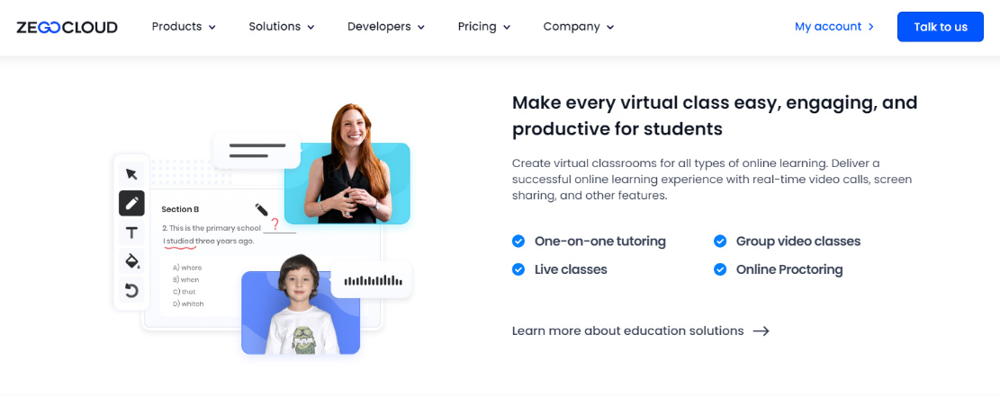 ZEGOCLOUD
Products
Solutions
Developers
Pricing
Company
My account
Talk to us
Section B
2. This is the primary school ?
I studied three years ago.
A) where
B) when
C) that
D) whitch
Make every virtual class easy, engaging, and
productive for students
Create virtual classrooms for all types of online learning. Deliver a
successful online learning experience with real-time video calls, screen
sharing, and other features.
One-on-one tutoring
Group video classes
Live classes
Online Proctoring
Learn more about education solutions